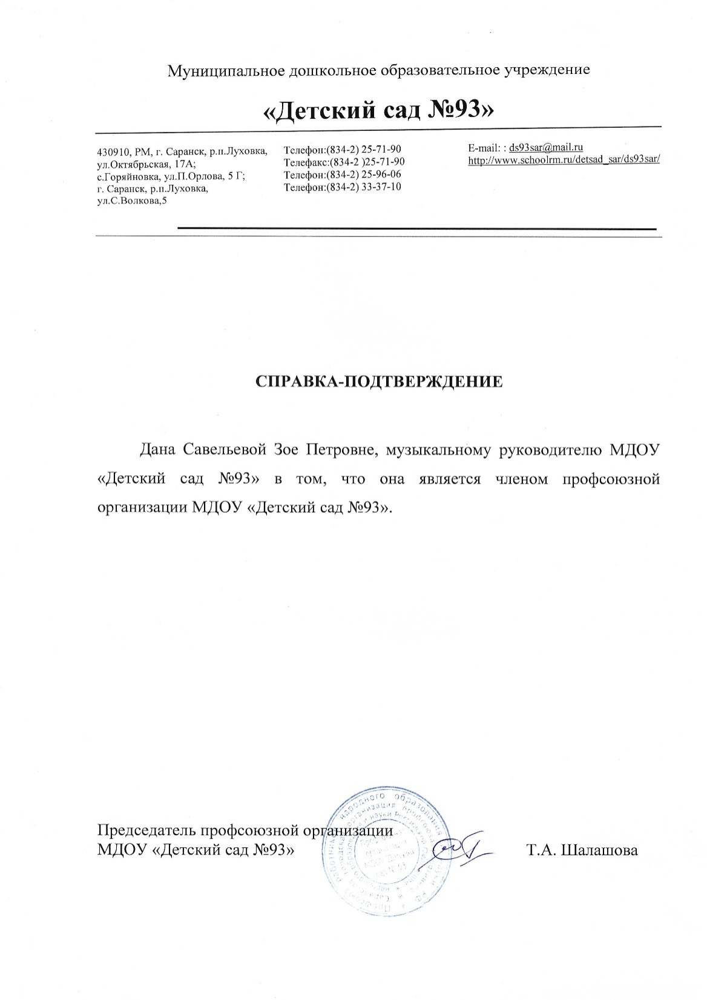 Муниципальное дошкольное образовательное учреждение
«Детский сад №93»
430910, РМ, г. Саранск, р.п.Луховка,
ул.Октябрьская, 17А;
с.Горяйновка, ул.П.Орлова, 5 Г;
г. Саранск, р.п.Луховка,
ул.С.Волкова,5
Телефон:(834-2) 25-71-90
Телефакс:(834-2 )25-71-90
Телефон:(834-2) 25-96-06
Телефон:(834-2) 33-37-10
E-mail: : ds93sar@mail.ru
http://www.schoolrm.ru/detsad_sar/ds93sar/
СПРАВКА-ПОДТВЕРЖДЕНИЕ
Дана Савельевой Зое Петровне, музыкальному руководителю МДОУ
«Детский сад №93» в том, что она является членом профсоюзной
организации МДОУ «Детский сад №93».
Председатель профсоюзной организации
МДОУ «Детский сад №93»
Т.А. Шалашова
народного образования
организация профсоюза